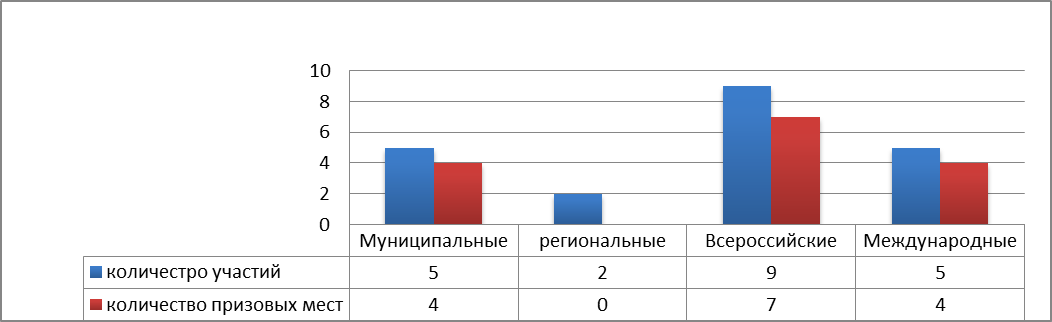 10
8
6
4
2
0
Муниципальные региональные Всероссийские Международные
количестро участий 5 2 9 5
количество призовых мест 4 0 7 4